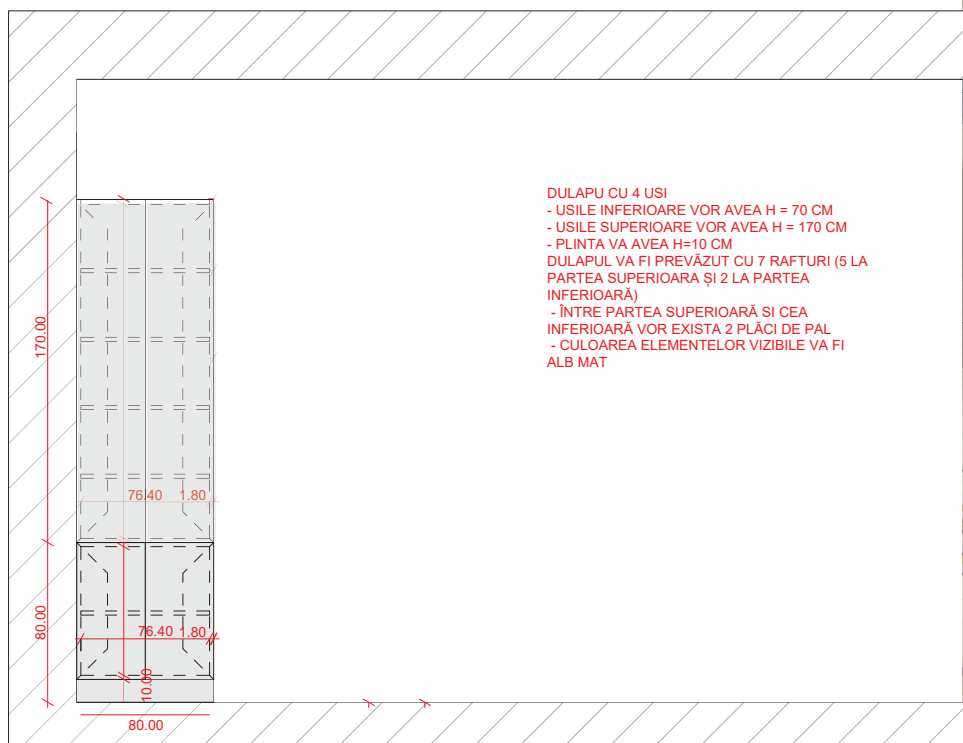 DULAPU CU 4 USI
- USILE INFERIOARE VOR AVEA H = 70 CM
- USILE SUPERIOARE VOR AVEA H = 170 CM
- PLINTA VA AVEA H=10 CM
DULAPUL VA FI PREVĂZUT CU 7 RAFTURI (5 LA
PARTEA SUPERIOARA ȘI 2 LA PARTEA
INFERIOARĂ)
- ÎNTRE PARTEA SUPERIOARĂ SI CEA
INFERIOARĂ VOR EXISTA 2 PLĂCI DE PAL
- CULOAREA ELEMENTELOR VIZIBILE VA FI
ALB MAT
170.00
76.40 1.80
80.00
76.40 1.80
10.00
80.00